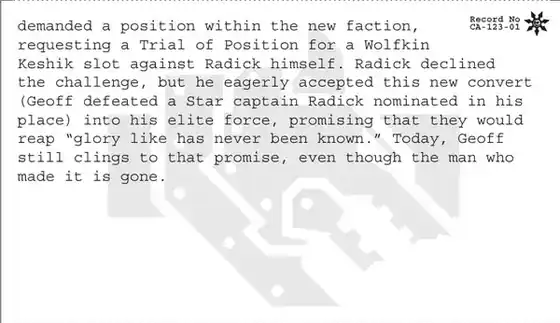 demanded a position within the new faction,
requesting a Trial of Position for a Wolfkin
Keshik slot against Radick himself. Radick declined
the challenge, but he eagerly accepted this new convert
(Geoff defeated a Star captain Radick nominated in his
place) into his elite force, promising that they would
reap “glory like has never been known.” Today, Geoff
still clings to that promise, even though the man who
made it is gone.
Record No
CA-123-01